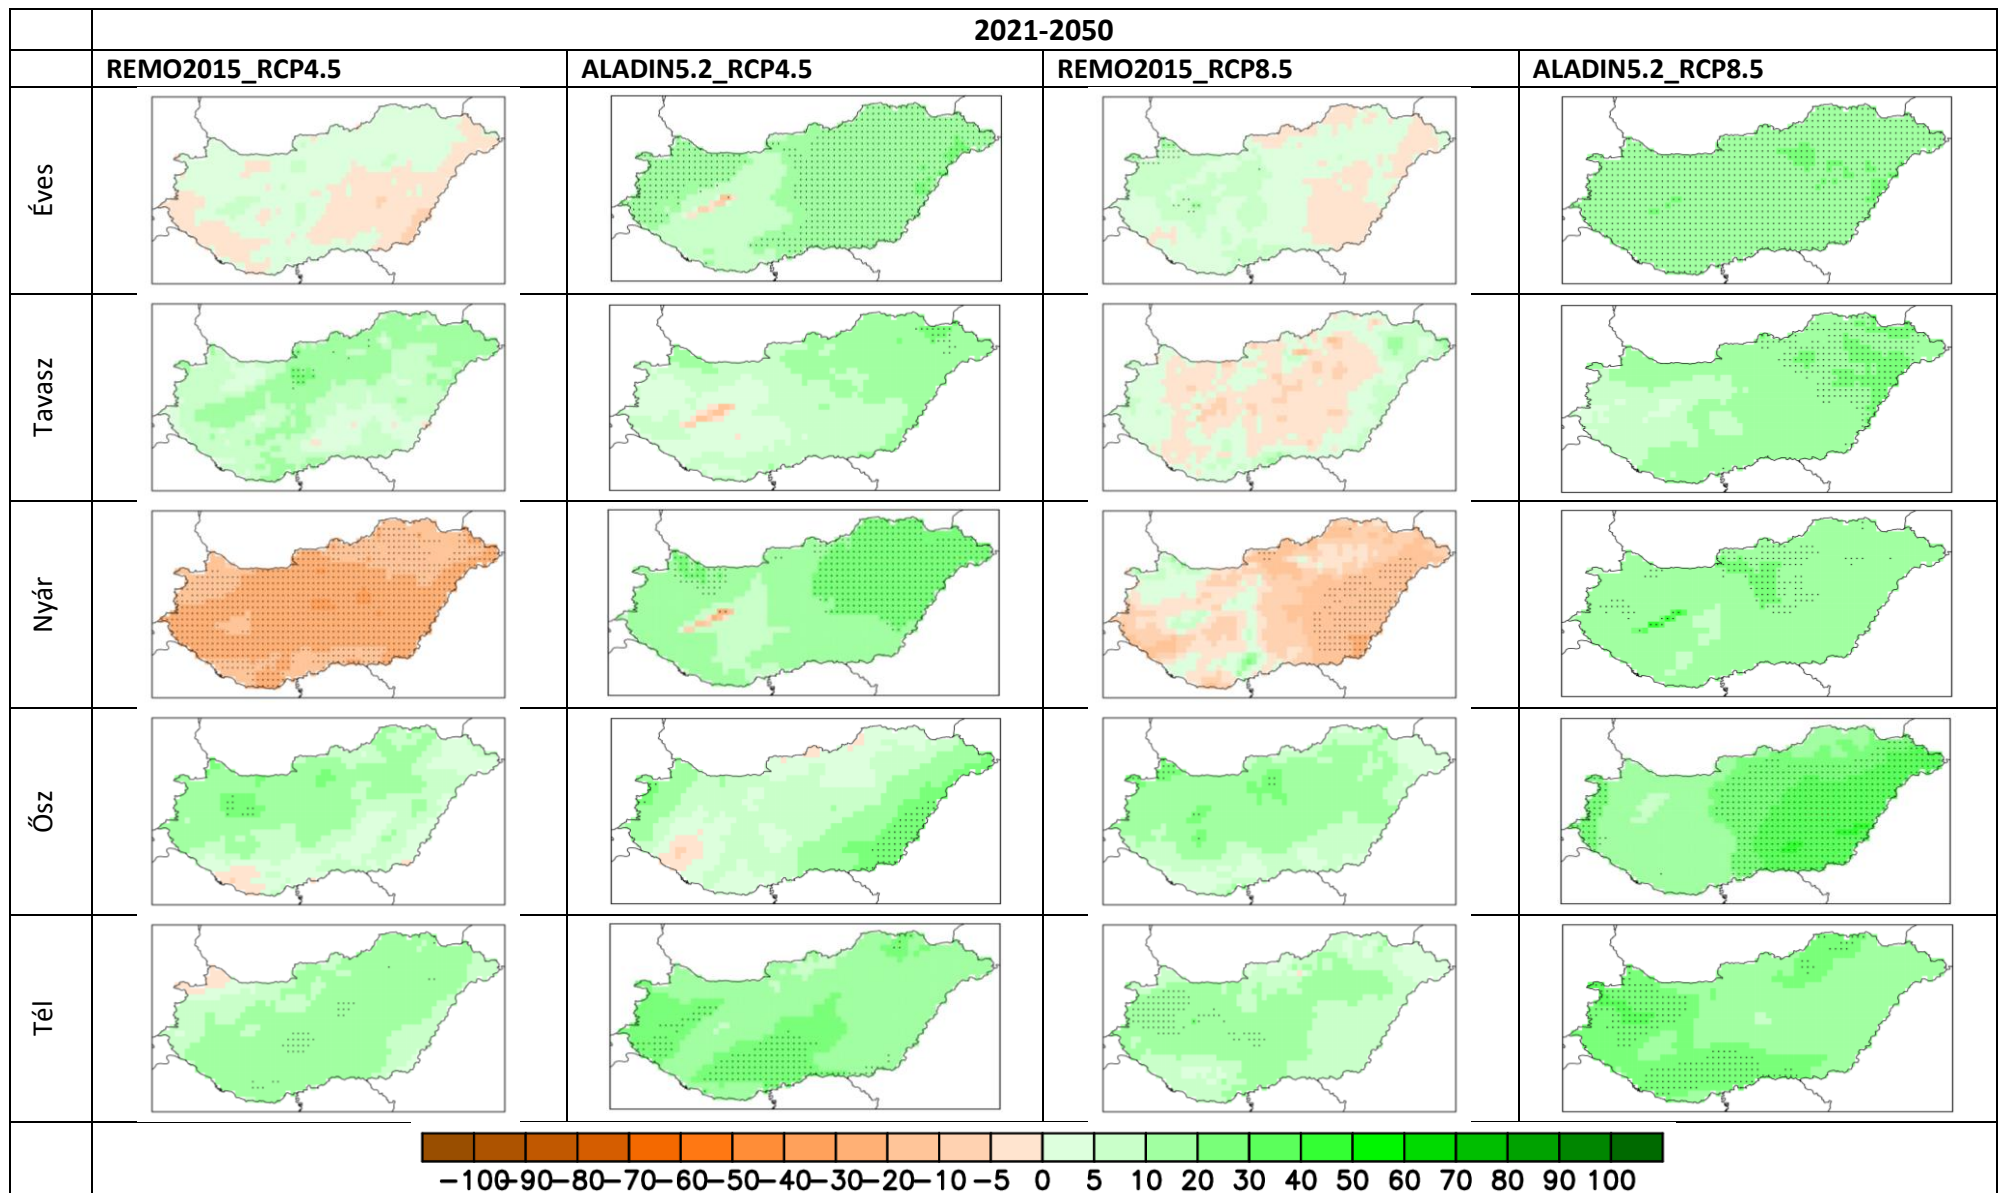 2021-2050
REMO2015_RCP4.5 ALADIN5.2_RCP4.5 REMO2015_RCP8.5 ALADIN5.2_RCP8.5
Éves
Tavasz
Nyár
Ősz
Tél
−100−90−80−70−60−50−40−30−20−10 −5 0 5 10 20 30 40 50 60 70 80 90 100